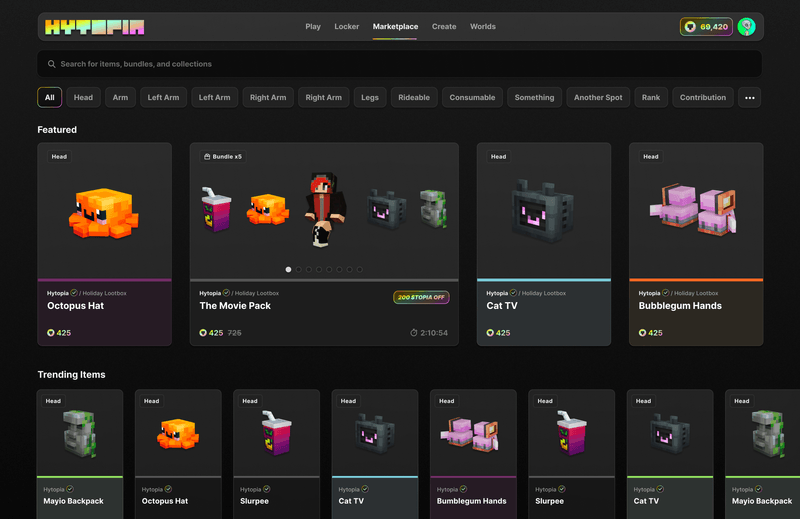 HYTOPIA
Play Locker Marketplace Create Worlds
69,420
Search for items, bundles, and collections
All Head Arm Left Arm Left Arm Right Arm Right Arm Legs Rideable Consumable Something Another Spot Rank Contribution •••
Featured
Head
Hytopia / Holiday Lootbox
Octopus Hat
425
Bundle x5
Hytopia / Holiday Lootbox
The Movie Pack
200 $TOPIA OFF
425 725
2:10:54
Head
Hytopia / Holiday Lootbox
Cat TV
425
Head
Hytopia / Holiday Lootbox
Bubblegum Hands
425
Trending Items
Head
Hytopia
Mayio Backpack
Head
Hytopia
Octopus Hat
Head
Hytopia
Slurpee
Head
Hytopia
Cat TV
Head
Hytopia
Bumblegum Hands
Head
Hytopia
Slurpee
Head
Hytopia
Cat TV
Head
Hytopia
Mayio Backpack